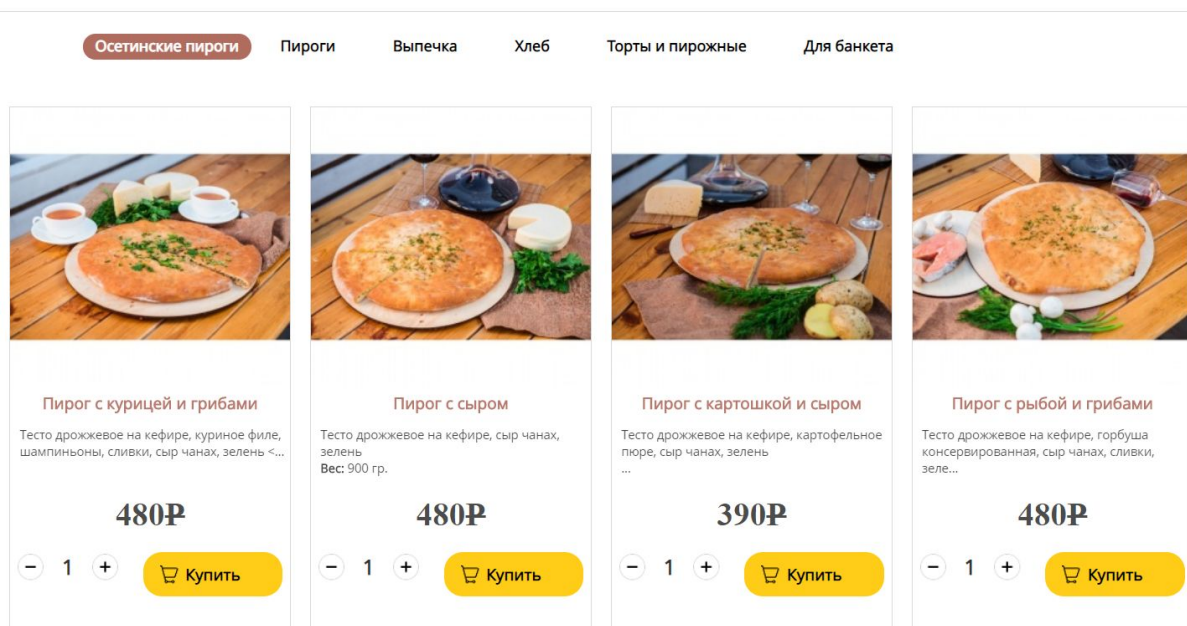 Осетинские пироги Пироги Выпечка Хлеб Торты и пирожные Для банкета
Пирог с курицей и грибами
Тесто дрожжевое на кефире, куриное филе,
шампиньоны, сливки, сыр чанах, зелень <...
480₽
− 1 + Купить
Пирог с сыром
Тесто дрожжевое на кефире, сыр чанах,
зелень
Вес: 900 гр.
480₽
− 1 + Купить
Пирог с картошкой и сыром
Тесто дрожжевое на кефире, картофельное
пюре, сыр чанах, зелень
...
390₽
− 1 + Купить
Пирог с рыбой и грибами
Тесто дрожжевое на кефире, горбуша
консервированная, сыр чанах, сливки,
зеле...
480₽
− 1 + Купить